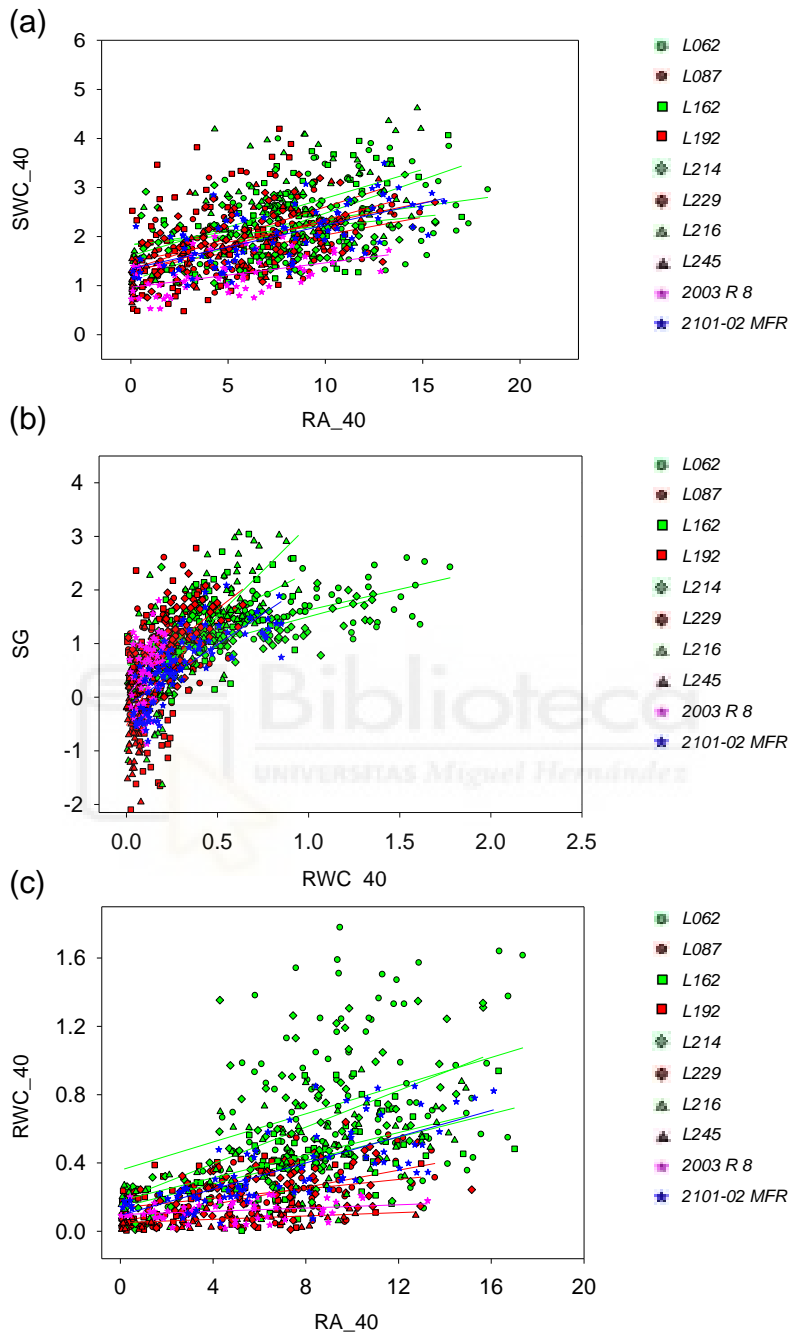 (a)
6
5
4
3
2
1
0
SWC_40
0 5 10 15 20
RA_40
L062
L087
L162
L192
L214
L229
L216
L245
2003 R 8
2101-02 MFR
(b)
4
3
2
1
0
-1
-2
SG
0.0 0.5 1.0 1.5 2.0 2.5
RWC 40
L062
L087
L162
L192
L214
L229
L216
L245
2003 R 8
2101-02 MFR
Biblioteca
UNIVERSITAS Miguel Hernández
(c)
1.6
1.2
0.8
0.4
0.0
RWC_40
0 4 8 12 16 20
RA_40
L062
L087
L162
L192
L214
L229
L216
L245
2003 R 8
2101-02 MFR